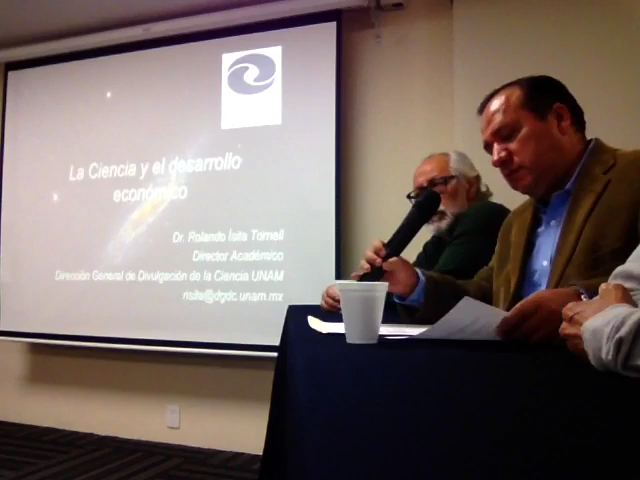 La Ciencia y el desarrollo
económico
Dr. Rolando Ísita Tornell
Director Académico
Dirección General de Divulgación de la Ciencia UNAM
risita@dgdc.unam.mx